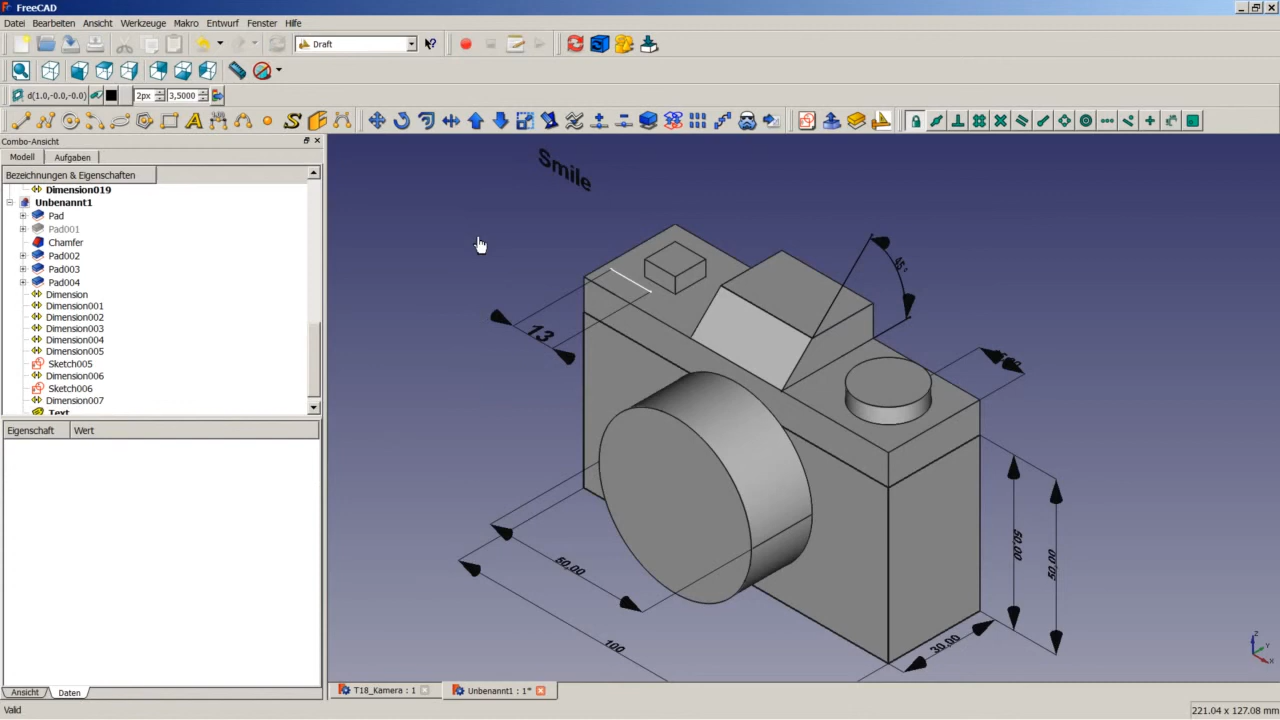 FreeCAD
Datei Bearbeiten Ansicht Werkzeuge Makro Entwurf Fenster Hilfe
Draft
d(1.0,-0.0,-0.0) 2px 3,5000
Combo-Ansicht
Modell Aufgaben
Bezeichnungen & Eigenschaften
Dimension019
Unbenannt1
Pad
Pad001
Chamfer
Pad002
Pad003
Pad004
Dimension
Dimension001
Dimension002
Dimension003
Dimension004
Dimension005
Sketch005
Dimension006
Sketch006
Dimension007
Text
Eigenschaft Wert
Smile
13
45°
60,00
100
50,00
50,00
30,00
Z
Y
X
Ansicht Daten
T18_Kamera : 1 Unbenannt1 : 1*
Valid
221.04 x 127.08 mm